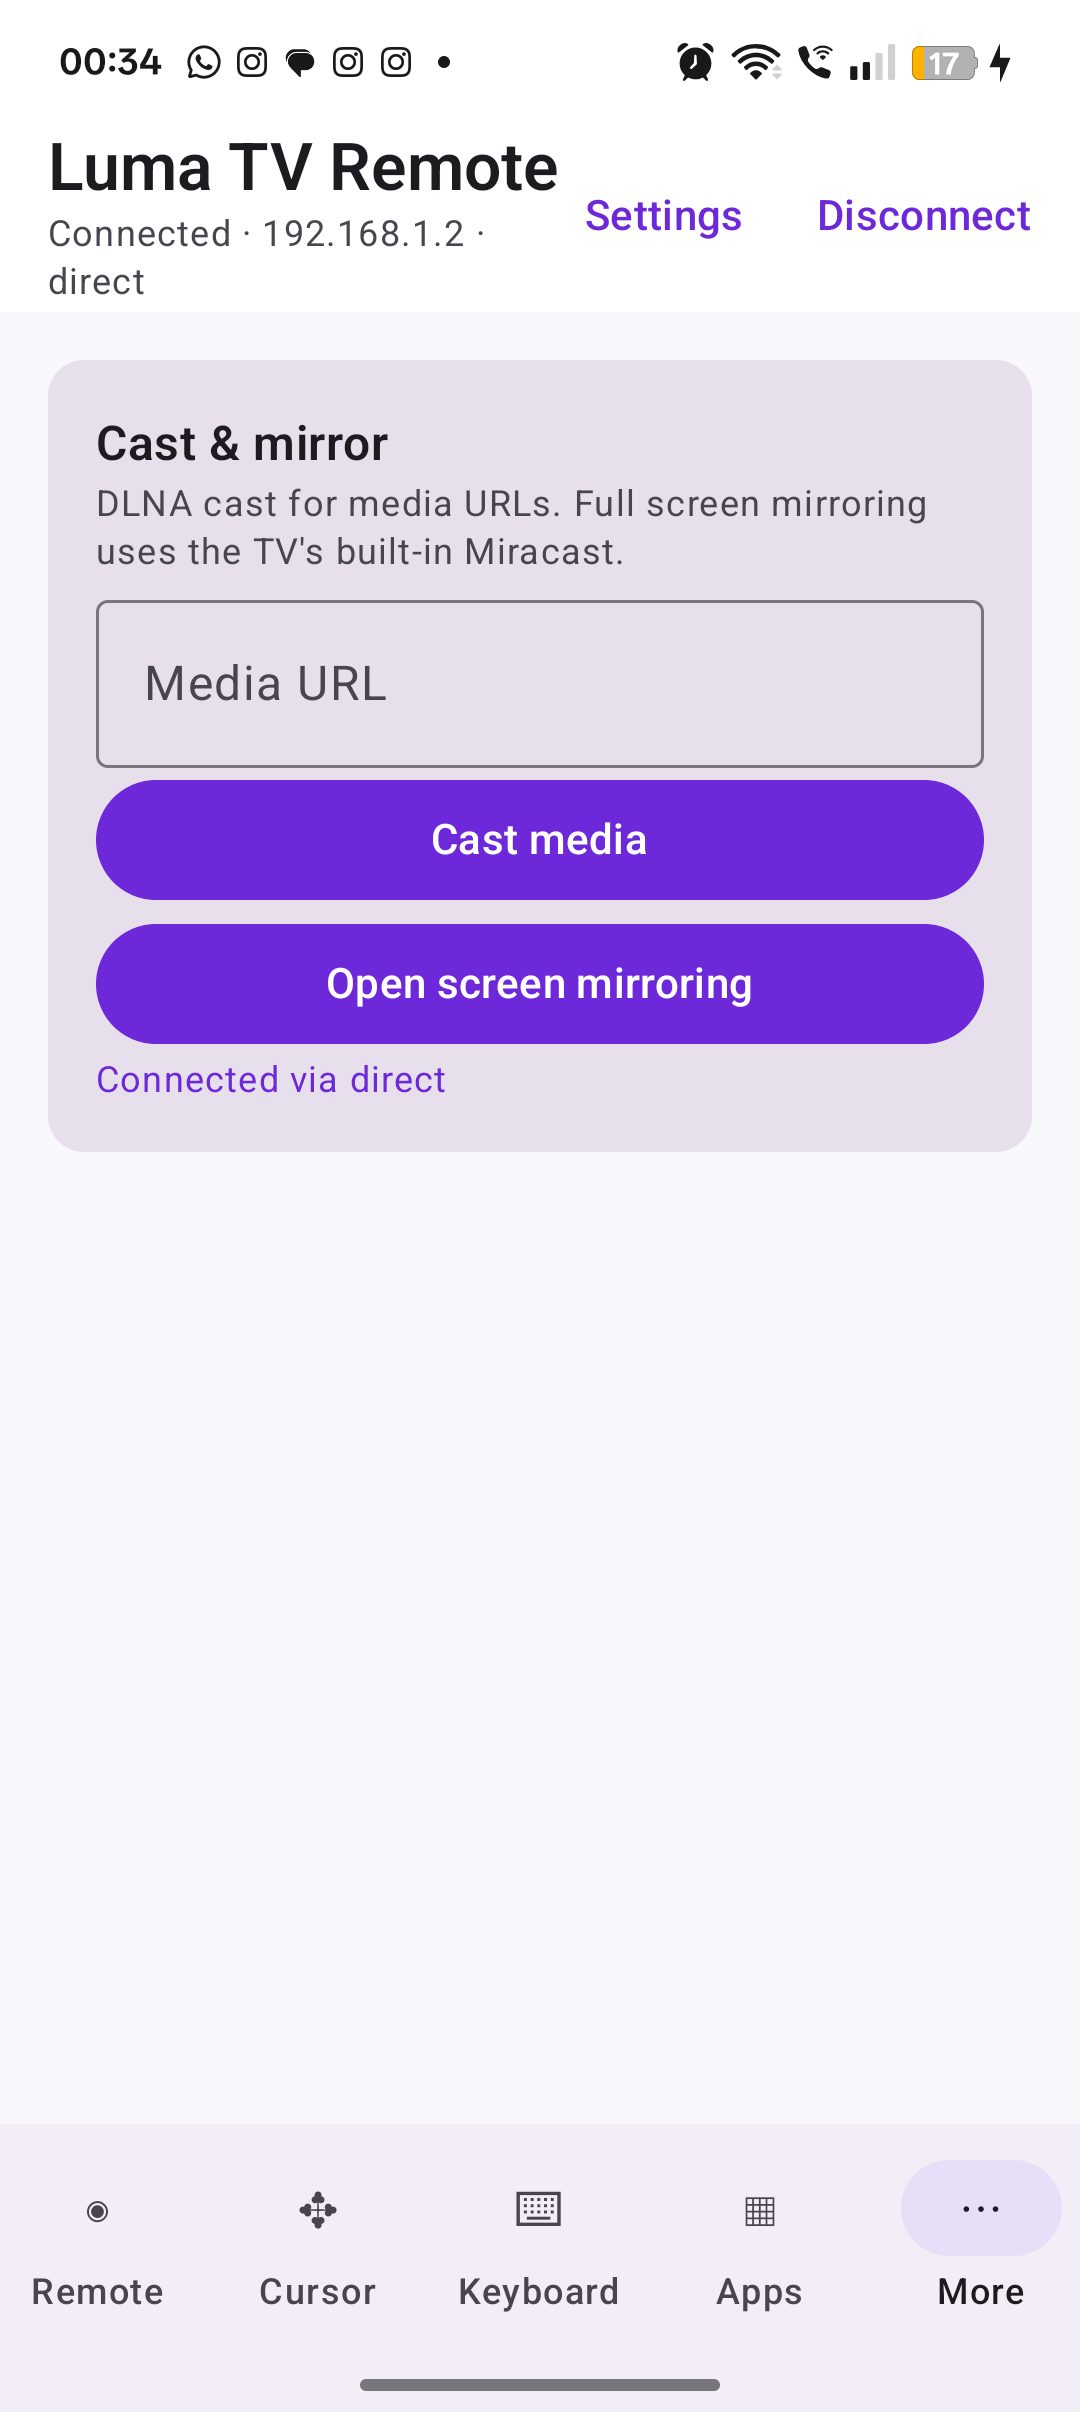 00:34
17
Luma TV Remote
Connected · 192.168.1.2 ·
direct
Settings
Disconnect
Cast & mirror
DLNA cast for media URLs. Full screen mirroring
uses the TV's built-in Miracast.
Media URL
Cast media
Open screen mirroring
Connected via direct
Remote
Cursor
Keyboard
Apps
More